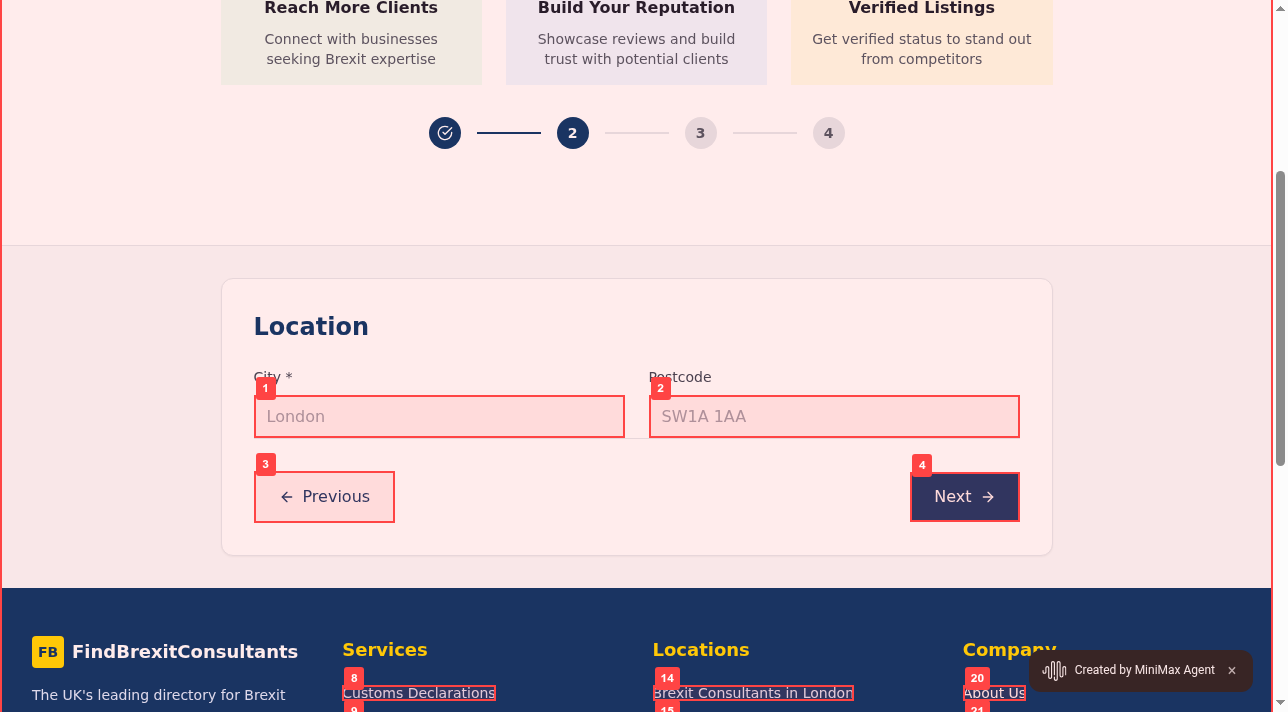 Reach More Clients
Connect with businesses
seeking Brexit expertise
Build Your Reputation
Showcase reviews and build
trust with potential clients
Verified Listings
Get verified status to stand out
from competitors
2
3
4
Location
City *
1
London
Postcode
2
SW1A 1AA
3
Previous
4
Next
FB FindBrexitConsultants
The UK's leading directory for Brexit
Services
8
Customs Declarations
9
Locations
14
Brexit Consultants in London
15
Company
20
About Us
21
Created by MiniMax Agent